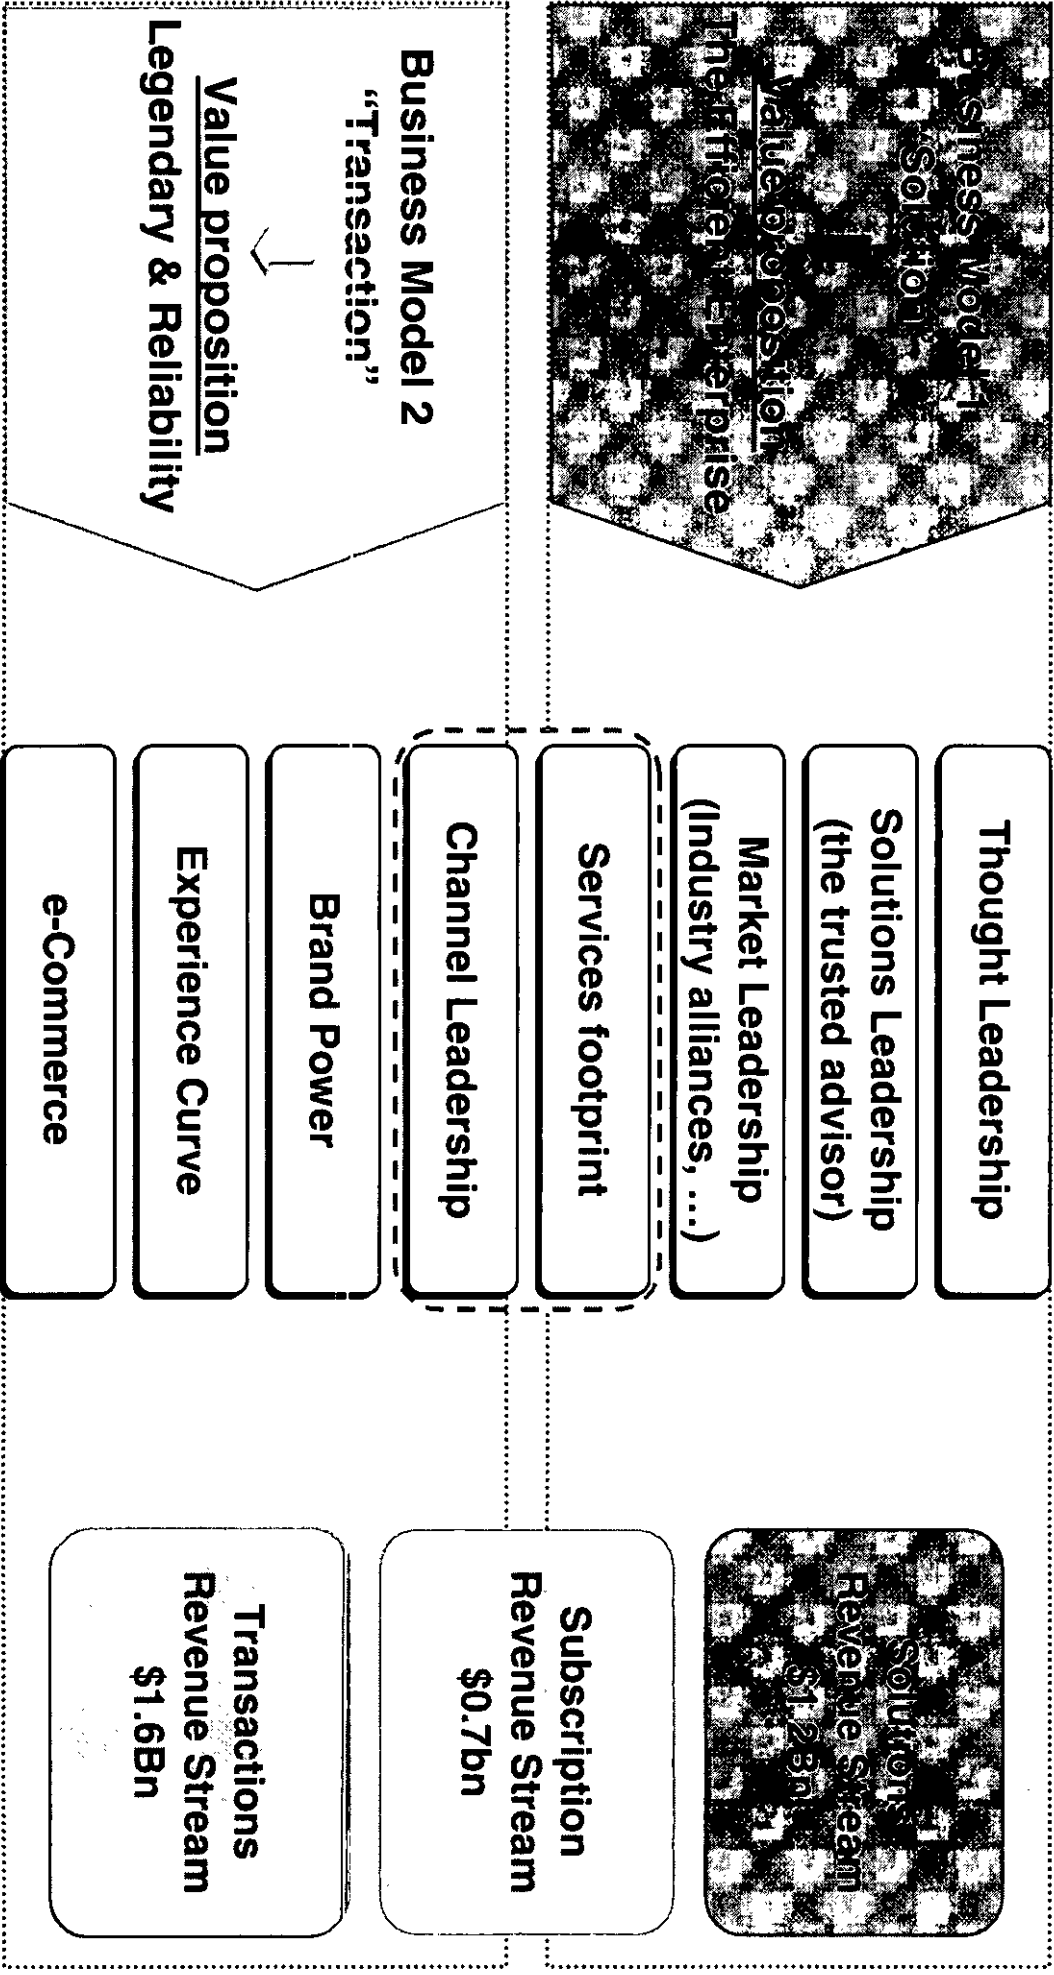 Business Model 1
“Solution”
Value proposition
The Efficient Enterprise
Thought Leadership
Solutions Leadership
(the trusted advisor)
Market Leadership
(Industry alliances, ...)
Services footprint
Solutions
Revenue Stream
$1.2Bn
Subscription
Revenue Stream
$0.7bn
Business Model 2
“Transaction”
Value proposition
Legendary & Reliability
Channel Leadership
Brand Power
Experience Curve
e-Commerce
Transactions
Revenue Stream
$1.6Bn